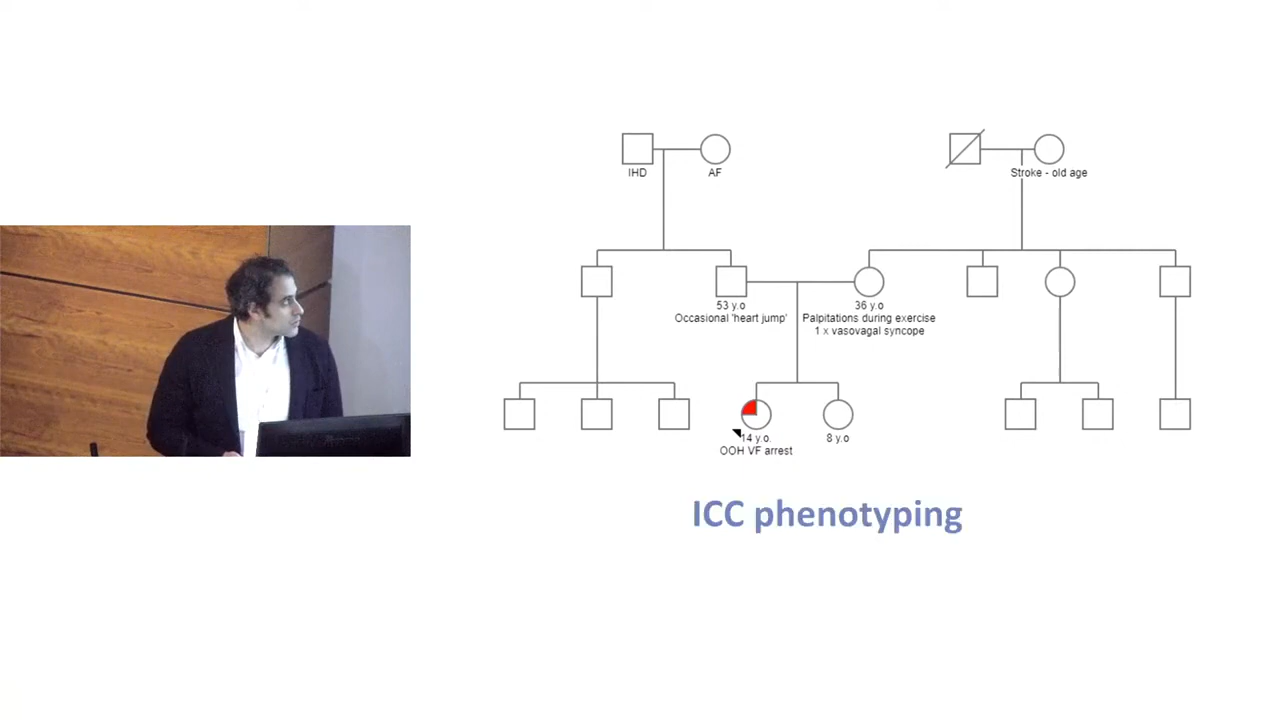 IHD
AF
Stroke - old age
53 y.o
Occasional 'heart jump'
36 y.o
Palpitations during exercise
1 x vasovagal syncope
14 y.o.
OOH VF arrest
8 y.o
ICC phenotyping